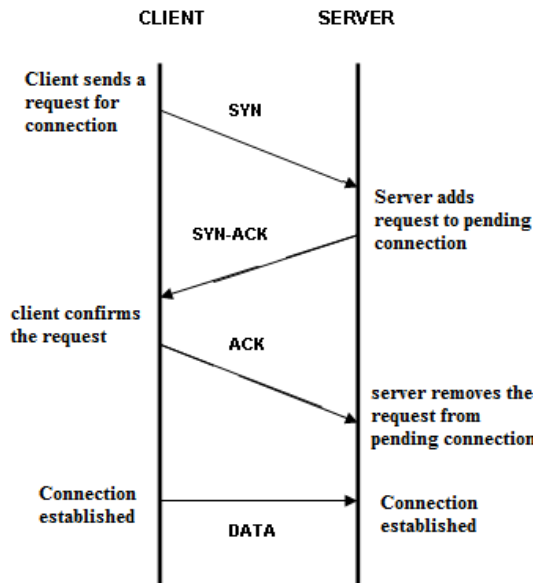 CLIENT
SERVER
Client sends a
request for
connection
SYN
Server adds
request to pending
connection
SYN-ACK
client confirms
the request
ACK
server removes the
request from
pending connection
Connection
established
Connection
established
DATA